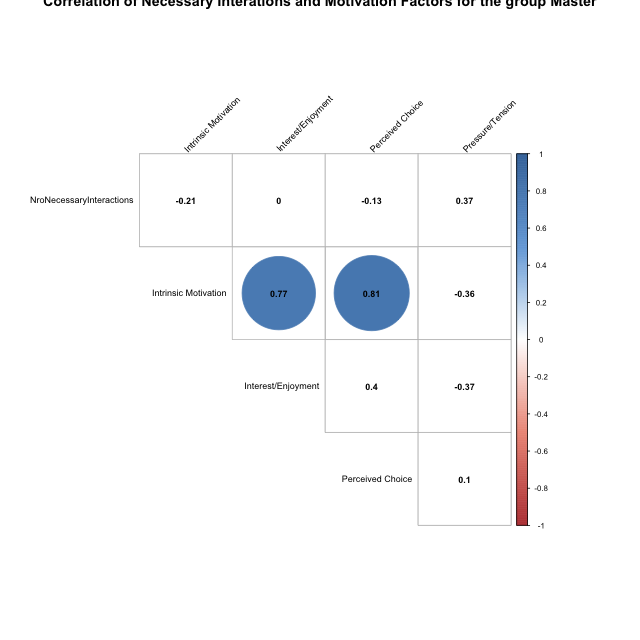 Correlation of Necessary Interations and Motivation Factors for the group Master
Intrinsic Motivation
Interest/Enjoyment
Perceived Choice
Pressure/Tension
NroNecessaryInteractions
-0.21
0
-0.13
0.37
Intrinsic Motivation
0.77
0.81
-0.36
Interest/Enjoyment
0.4
-0.37
Perceived Choice
0.1
1
0.8
0.6
0.4
0.2
0
-0.2
-0.4
-0.6
-0.8
-1